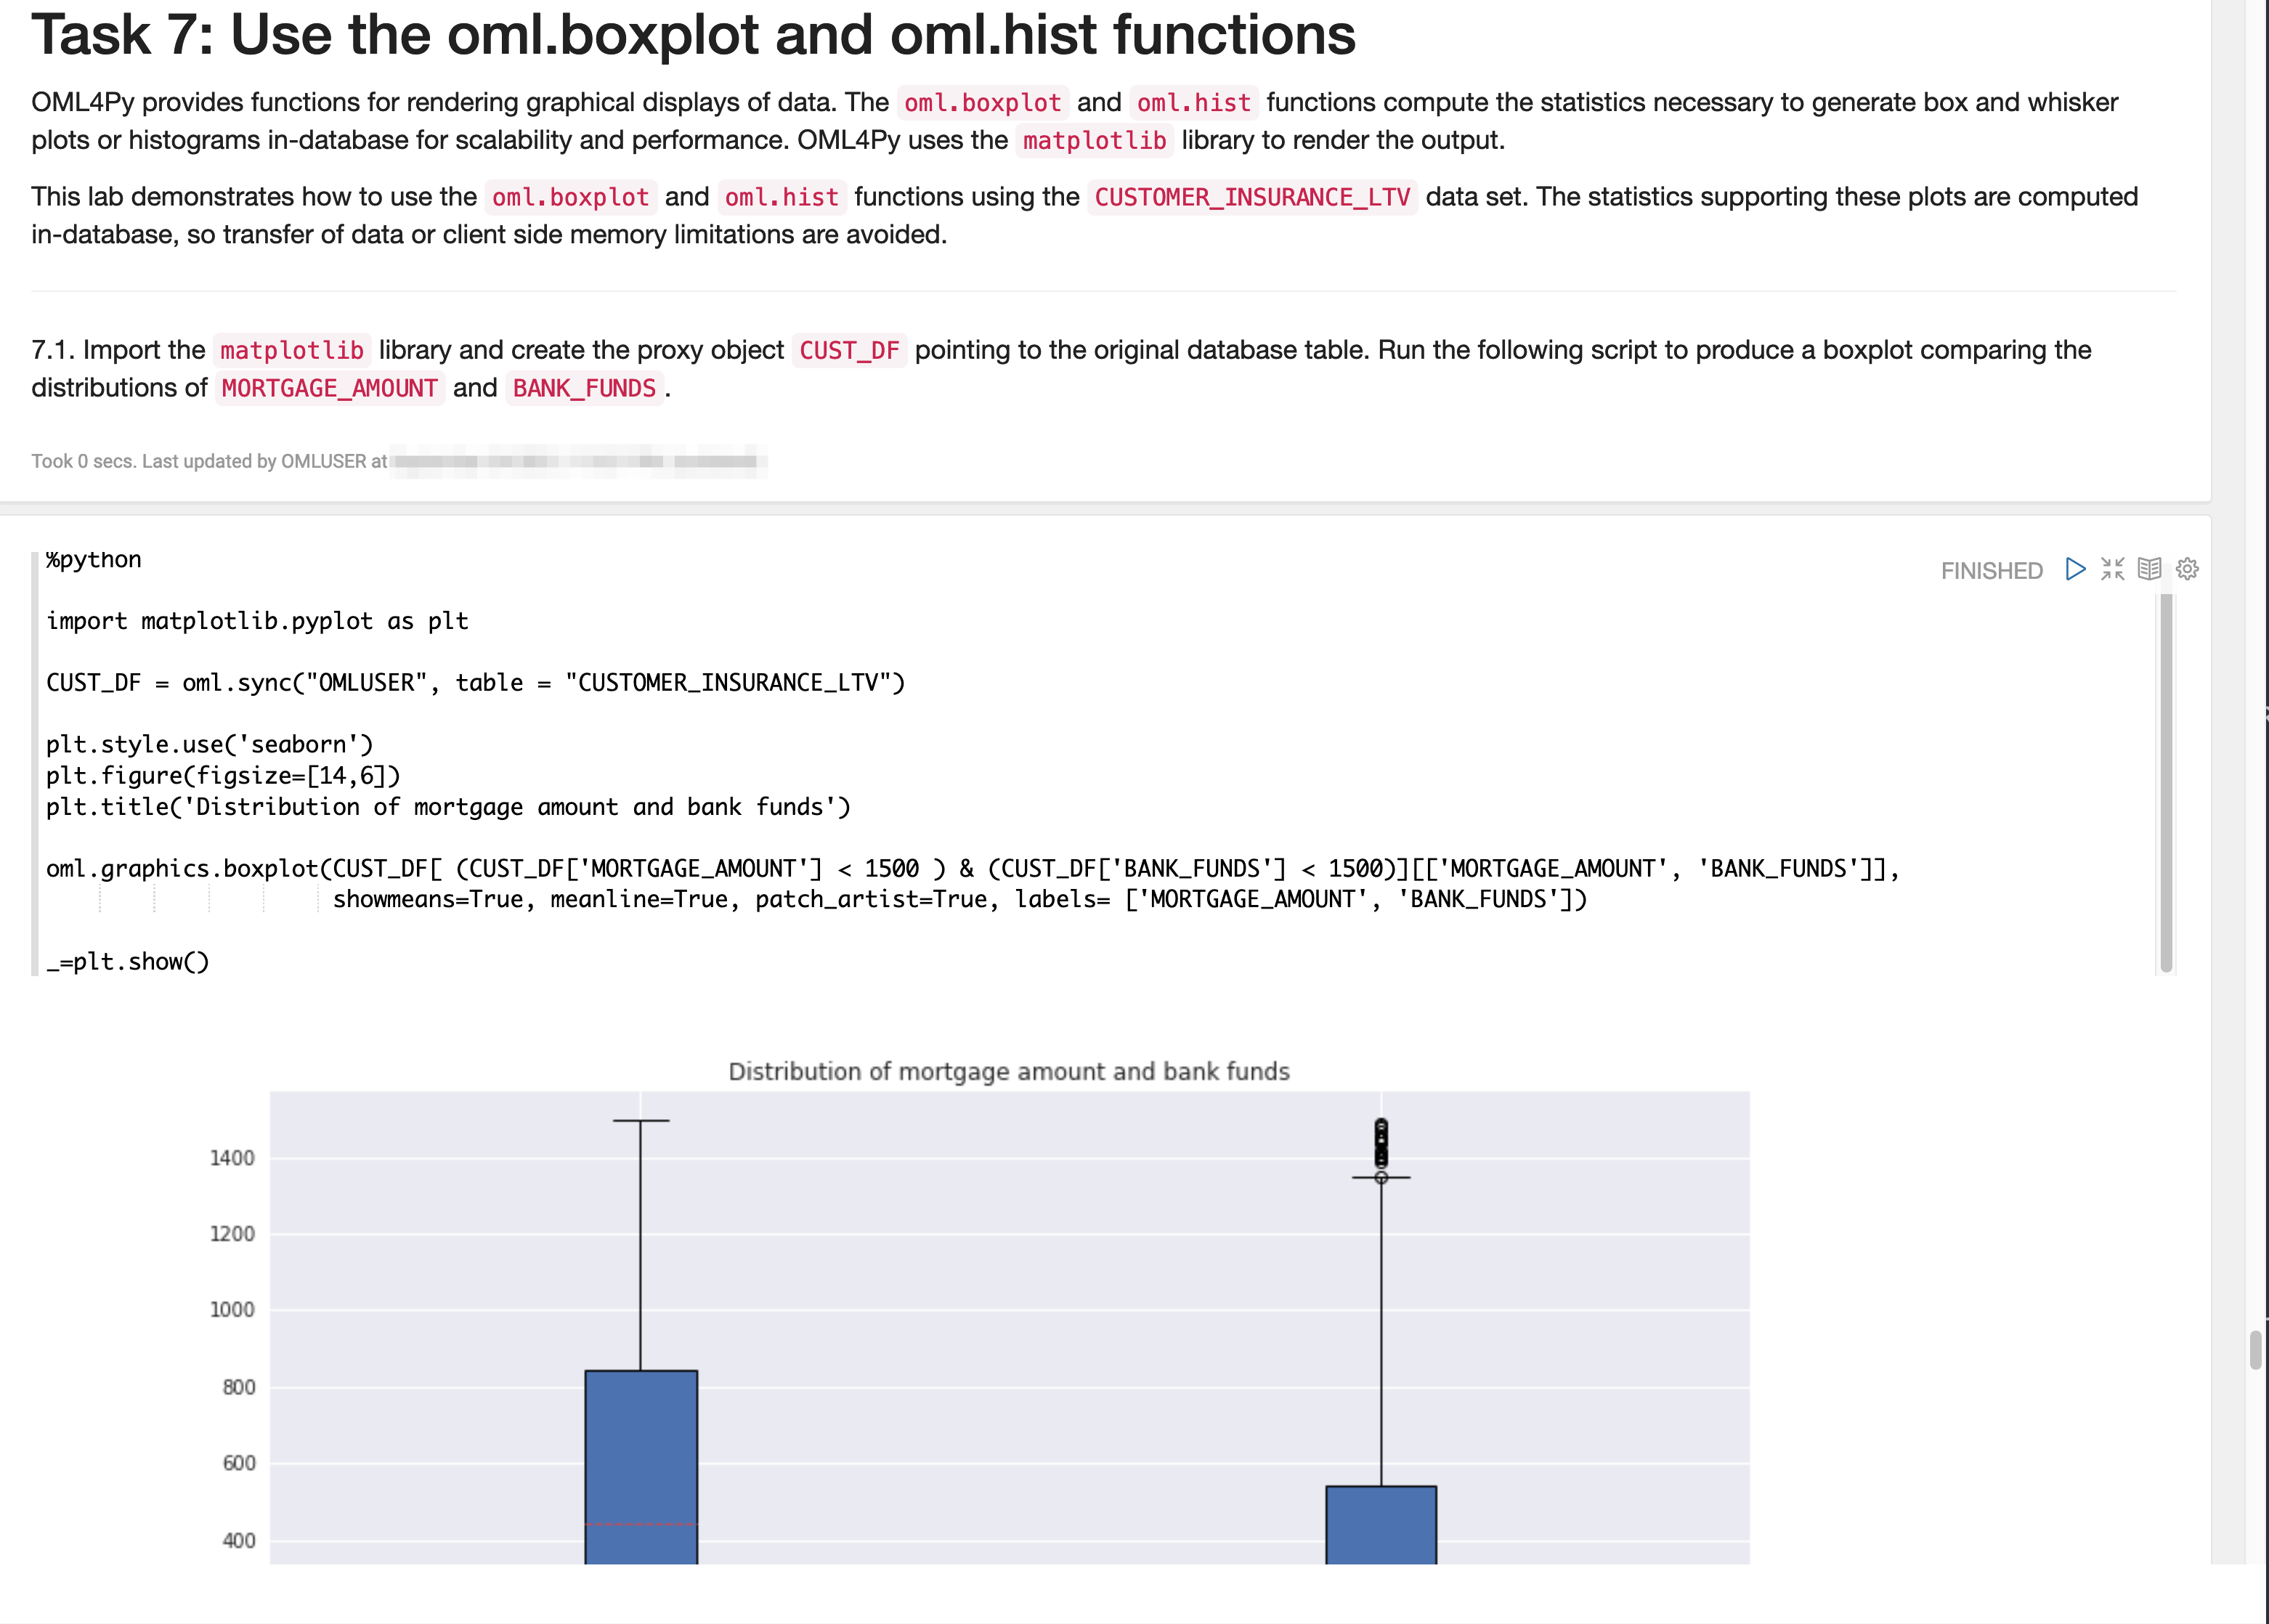 Task 7: Use the oml.boxplot and oml.hist functions
OML4Py provides functions for rendering graphical displays of data. The oml.boxplot and oml.hist functions compute the statistics necessary to generate box and whisker
plots or histograms in-database for scalability and performance. OML4Py uses the matplotlib library to render the output.
This lab demonstrates how to use the oml.boxplot and oml.hist functions using the CUSTOMER_INSURANCE_LTV data set. The statistics supporting these plots are computed
in-database, so transfer of data or client side memory limitations are avoided.
7.1. Import the matplotlib library and create the proxy object CUST_DF pointing to the original database table. Run the following script to produce a boxplot comparing the
distributions of MORTGAGE_AMOUNT and BANK_FUNDS.
Took 0 secs. Last updated by OMLUSER at
%python
FINISHED
import matplotlib.pyplot as plt
CUST_DF = oml.sync("OMLUSER", table = "CUSTOMER_INSURANCE_LTV")
plt.style.use('seaborn')
plt.figure(figsize=[14,6])
plt.title('Distribution of mortgage amount and bank funds')
oml.graphics.boxplot(CUST_DF[ (CUST_DF['MORTGAGE_AMOUNT'] < 1500 ) & (CUST_DF['BANK_FUNDS'] < 1500)][['MORTGAGE_AMOUNT', 'BANK_FUNDS']],
showmeans=True, meanline=True, patch_artist=True, labels= ['MORTGAGE_AMOUNT', 'BANK_FUNDS'])
_=plt.show()
Distribution of mortgage amount and bank funds
1400
1200
1000
800
600
400